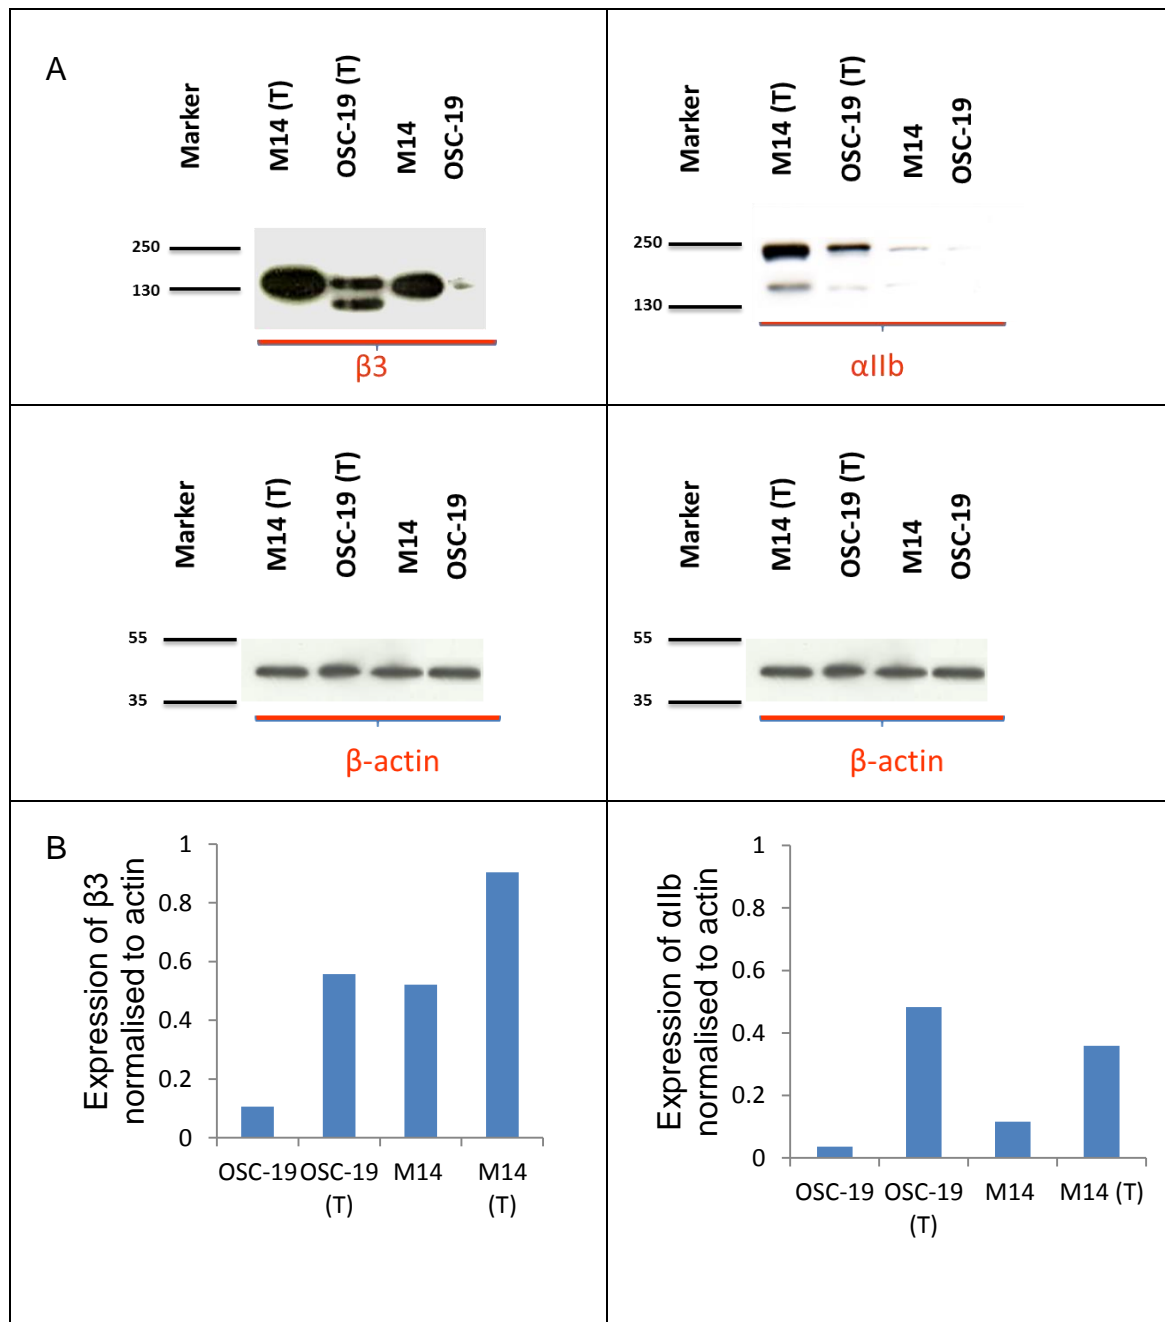 A
Marker
M14 (T)
OSC-19 (T)
M14
OSC-19
250
130
β3
Marker
M14 (T)
OSC-19 (T)
M14
OSC-19
250
130
αIIb
Marker
M14 (T)
OSC-19 (T)
M14
OSC-19
55
35
β-actin
Marker
M14 (T)
OSC-19 (T)
M14
OSC-19
55
35
β-actin
B
Expression of β3
normalised to actin
1
0.8
0.6
0.4
0.2
0
OSC-19 OSC-19 M14 M14
(T) (T)
Expression of αIIb
normalised to actin
1
0.8
0.6
0.4
0.2
0
OSC-19 OSC-19 M14 M14 (T)
(T)